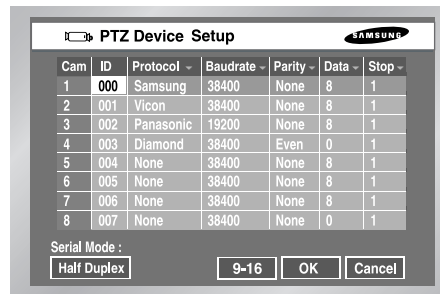 PTZ Device Setup SAMSUNG
Cam ID Protocol Baudrate Parity Data Stop
1 000 Samsung 38400 None 8 1
2 001 Vicon 38400 None 8 1
3 002 Panasonic 19200 None 8 1
4 003 Diamond 38400 Even 0 1
5 004 None 38400 None 8 1
6 005 None 38400 None 8 1
7 006 None 38400 None 8 1
8 007 None 38400 None 0 1
Serial Mode :
Half Duplex 9-16 OK Cancel